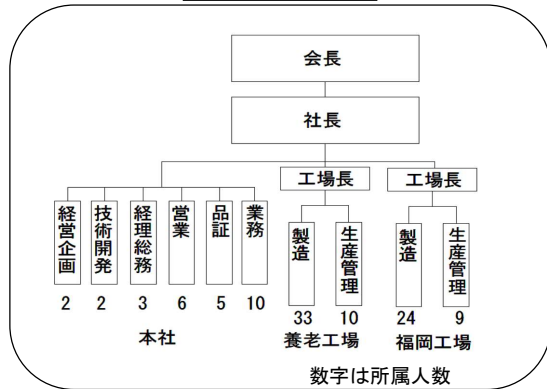 会長
社長
工場長
工場長
経営企画
技術開発
経理総務
営業
品証
業務
製造
生産管理
製造
生産管理
2
2
3
6
5
10
33
10
24
9
本社
養老工場
福岡工場
数字は所属人数